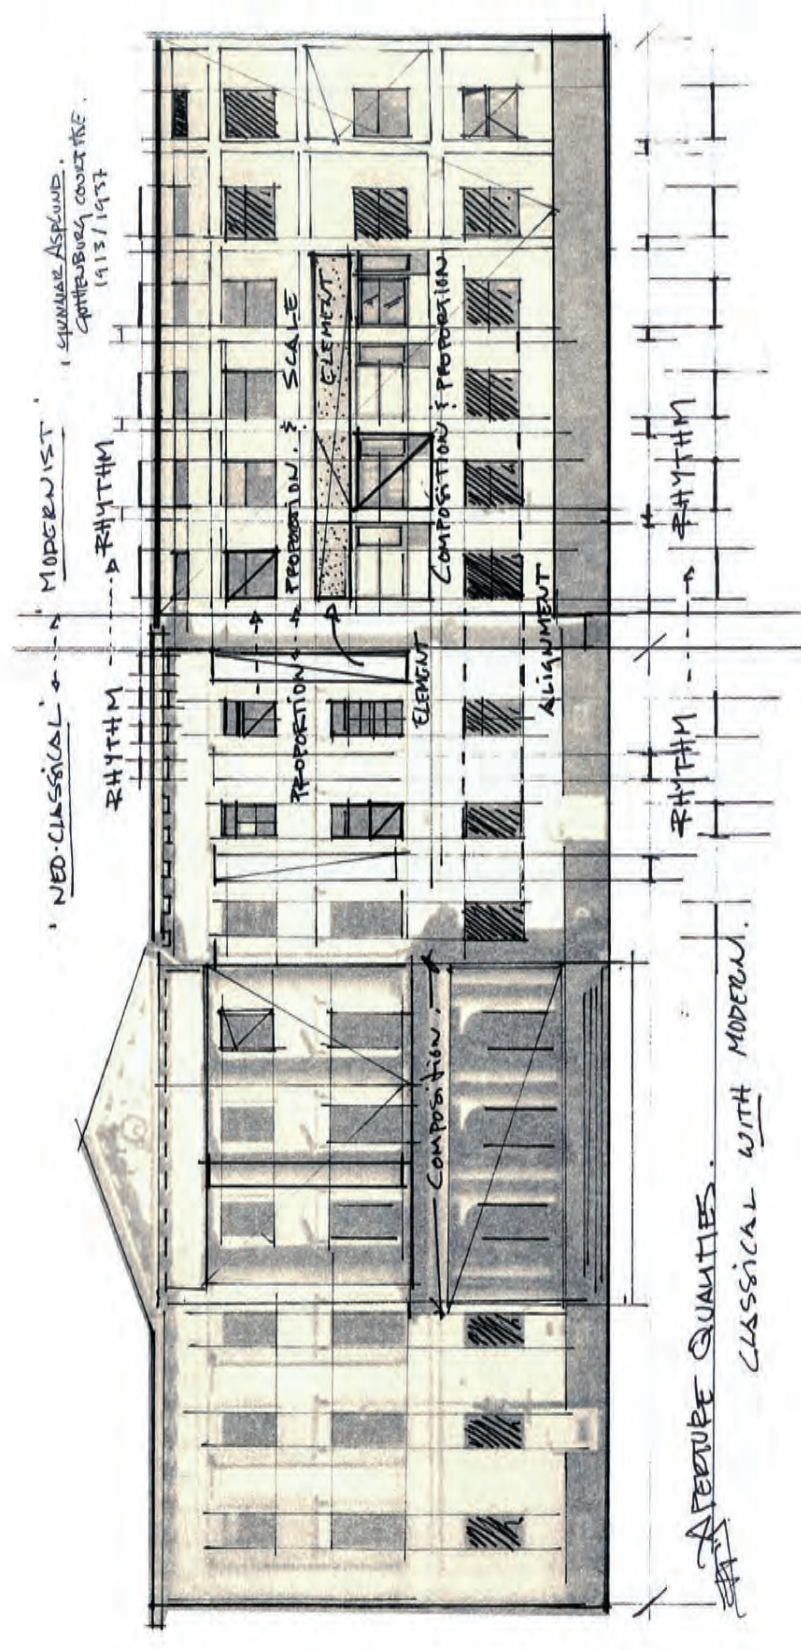 'NEO-CLASSICAL' 'MODERNIST'
GUNNAR ASPLUND.
GOTHENBURG COURTHSE.
1913/1937
RHYTHM RHYTHM
PROPORTION PROPORTION. & SCALE
ELEMENT
ELEMENT
COMPOSITION. COMPOSITION & PROPORTION
ALIGNMENT
RHYTHM RHYTHM
APERTURE QUALITIES.
CLASSICAL WITH MODERN.